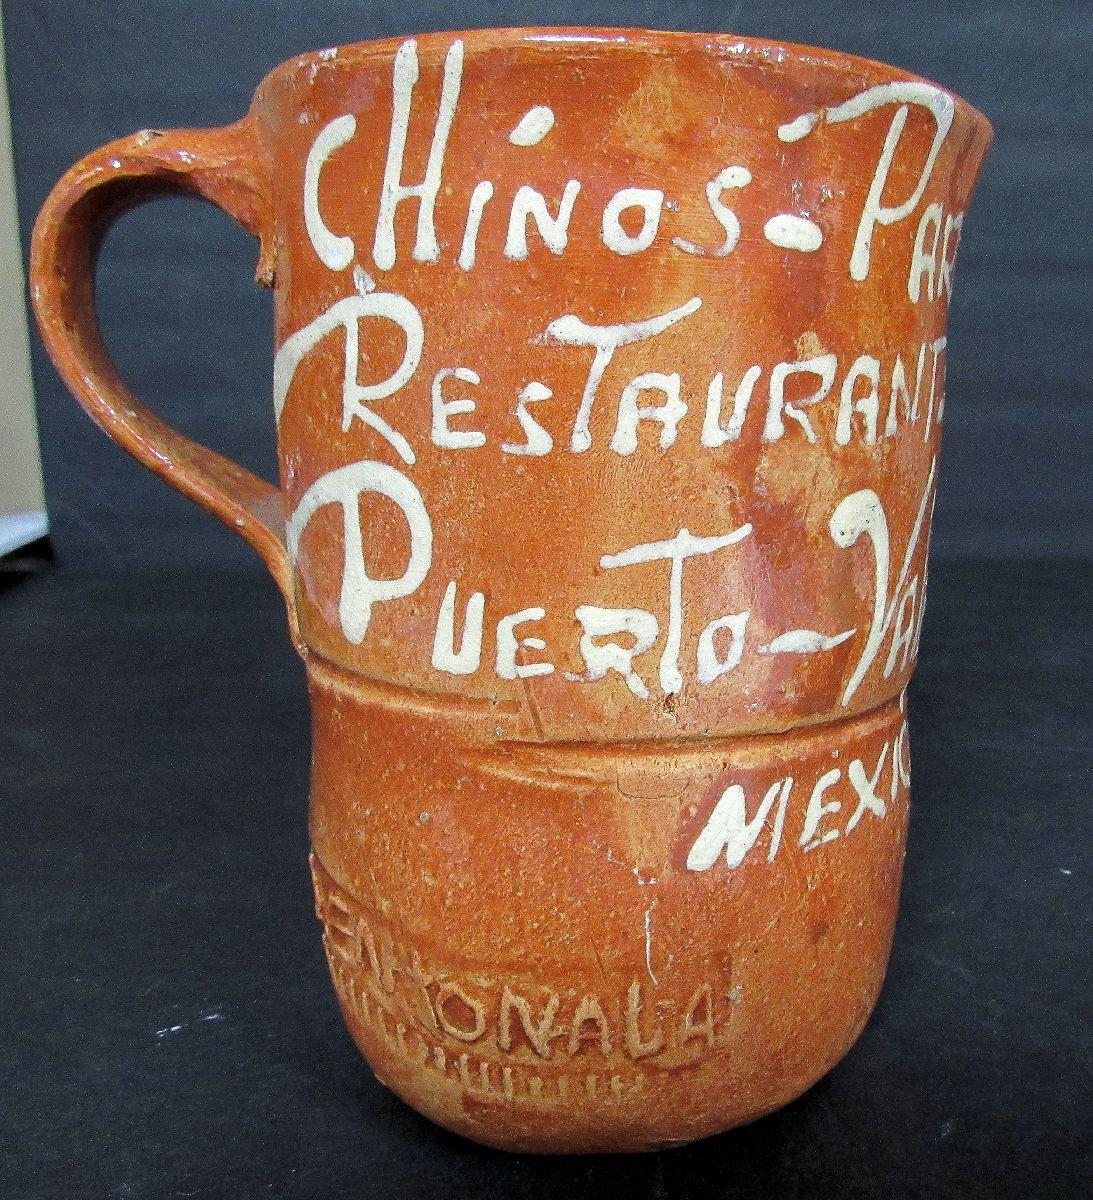 CHINOS - PAR
RESTAURANT
PUERTO - VA
MEXIC
TONALA